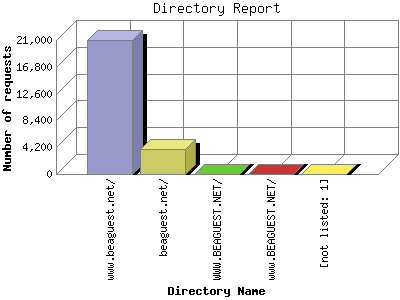 Directory Report
Number of requests
21,000
16,800
12,600
8,400
4,200
0
www.beaguest.net/
beaguest.net/
WWW.BEAGUEST.NET/
www.BEAGUEST.NET/
[not listed: 1]
Directory Name